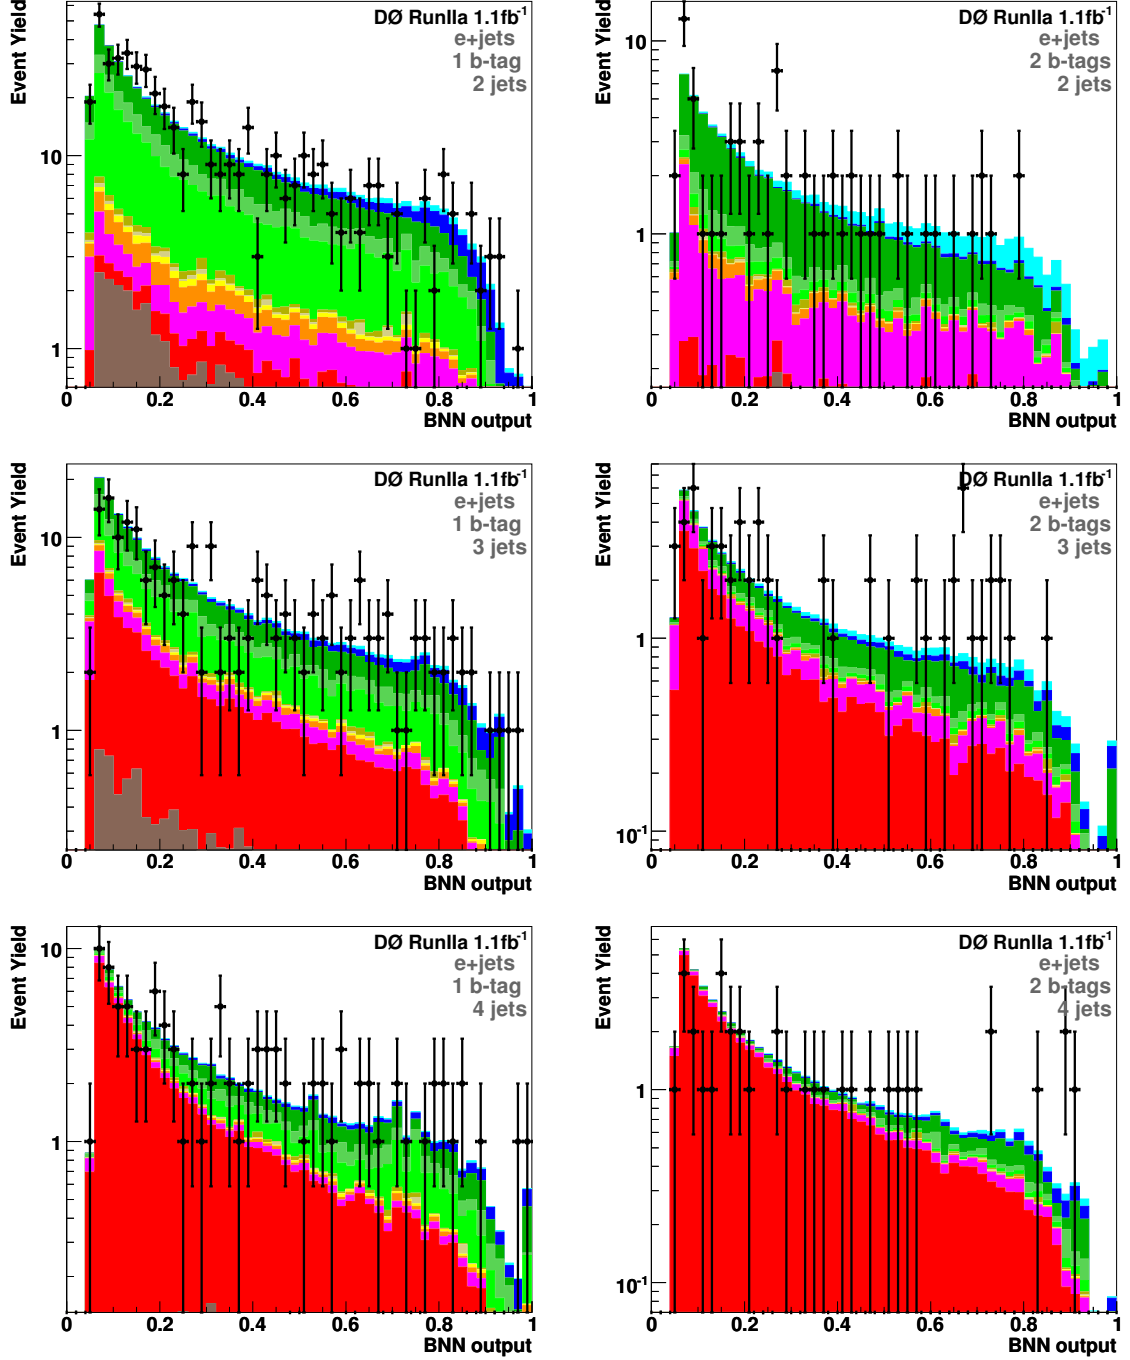 Event Yield
DØ RunIIa 1.1fb⁻¹
e+jets
1 b-tag
2 jets
10
1
0 0.2 0.4 0.6 0.8 1
BNN output
Event Yield
DØ RunIIa 1.1fb⁻¹
e+jets
2 b-tags
2 jets
10
1
0 0.2 0.4 0.6 0.8 1
BNN output
Event Yield
DØ RunIIa 1.1fb⁻¹
e+jets
1 b-tag
3 jets
10
1
0 0.2 0.4 0.6 0.8 1
BNN output
Event Yield
DØ RunIIa 1.1fb⁻¹
e+jets
2 b-tags
3 jets
1
10⁻¹
0 0.2 0.4 0.6 0.8 1
BNN output
Event Yield
DØ RunIIa 1.1fb⁻¹
e+jets
1 b-tag
4 jets
10
1
0 0.2 0.4 0.6 0.8 1
BNN output
Event Yield
DØ RunIIa 1.1fb⁻¹
e+jets
2 b-tags
4 jets
1
10⁻¹
0 0.2 0.4 0.6 0.8 1
BNN output